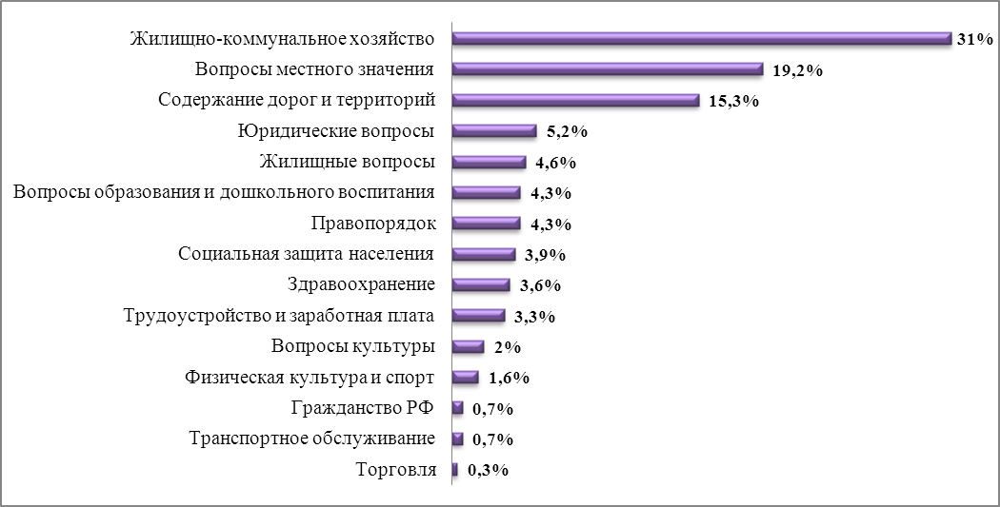 Жилищно-коммунальное хозяйство 31%
Вопросы местного значения 19,2%
Содержание дорог и территорий 15,3%
Юридические вопросы 5,2%
Жилищные вопросы 4,6%
Вопросы образования и дошкольного воспитания 4,3%
Правопорядок 4,3%
Социальная защита населения 3,9%
Здравоохранение 3,6%
Трудоустройство и заработная плата 3,3%
Вопросы культуры 2%
Физическая культура и спорт 1,6%
Гражданство РФ 0,7%
Транспортное обслуживание 0,7%
Торговля 0,3%